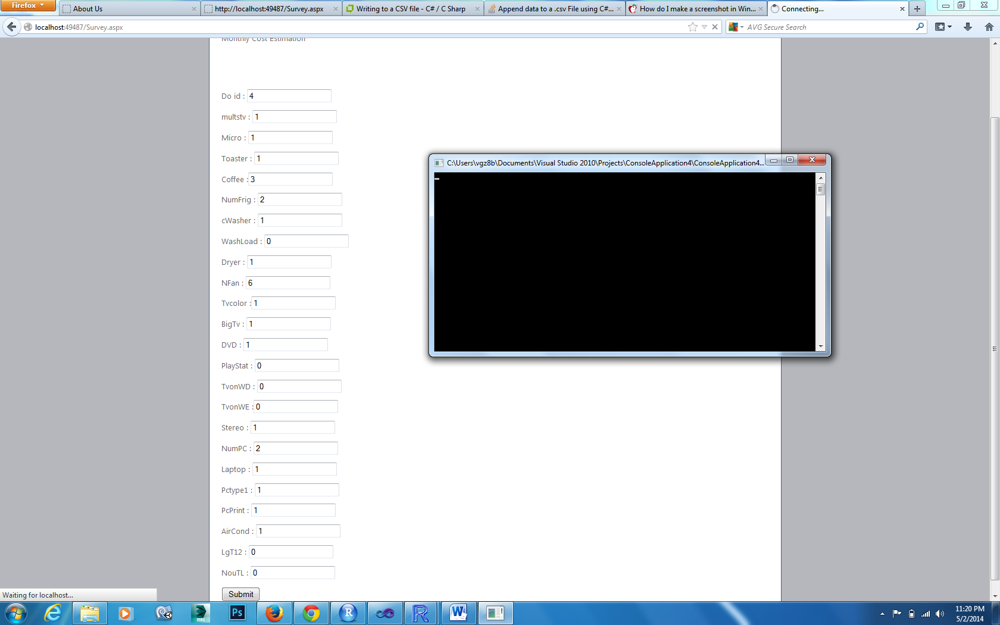 Firefox
About Us
http://localhost:49487/Survey.aspx
Writing to a CSV file - C# / C Sharp
Append data to a .csv File using C#...
How do I make a screenshot in Win...
Connecting...
localhost:49487/Survey.aspx
AVG Secure Search
Monthly Cost Estimation
Do id : 4
multstv : 1
Micro : 1
Toaster : 1
Coffee : 3
NumFrig : 2
cWasher : 1
WashLoad : 0
Dryer : 1
NFan : 6
Tvcolor : 1
BigTv : 1
DVD : 1
PlayStat : 0
TvonWD : 0
TvonWE : 0
Stereo : 1
NumPC : 2
Laptop : 1
Pctype1 : 1
PcPrint : 1
AirCond : 1
LgT12 : 0
NouTL : 0
Submit
C:\Users\vgz8b\Documents\Visual Studio 2010\Projects\ConsoleApplication4\ConsoleApplication4...
Waiting for localhost...
MAX
Ps
R
R
W
11:20 PM
5/2/2014